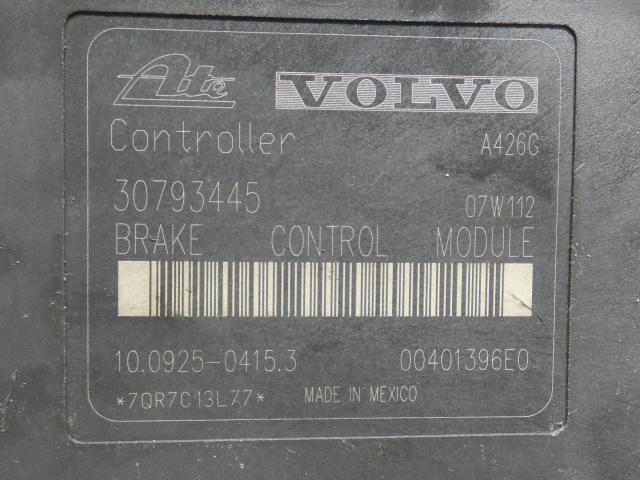 Ate VOLVO
Controller A426G
30793445 07W112
BRAKE CONTROL MODULE
10.0925-0415.3 00401396E0
*7QR7C13L77* MADE IN MEXICO